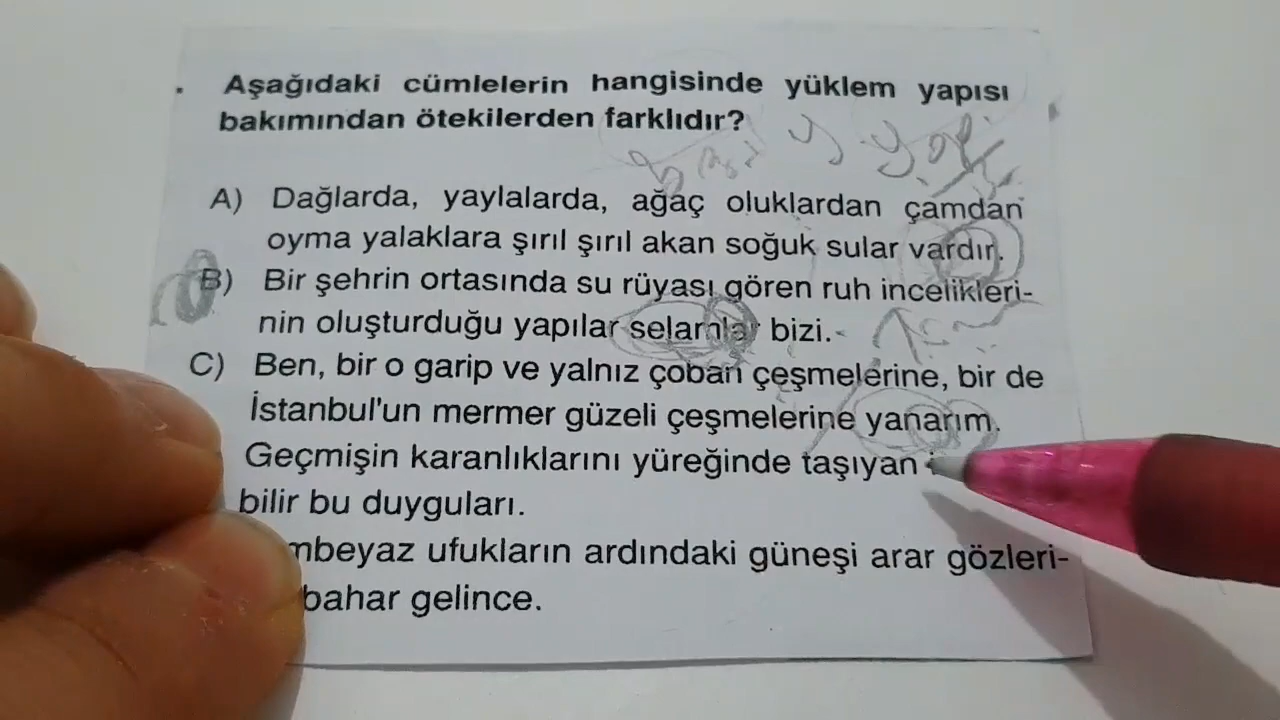 Aşağıdaki cümlelerin hangisinde yüklem yapısı
bakımından ötekilerden farklıdır?
A) Dağlarda, yaylalarda, ağaç oluklardan çamdan
oyma yalaklara şırıl şırıl akan soğuk sular vardır.
B) Bir şehrin ortasında su rüyası gören ruh incelikleri-
nin oluşturduğu yapılar selamlar bizi.
C) Ben, bir o garip ve yalnız çoban çeşmelerine, bir de
İstanbul'un mermer güzeli çeşmelerine yanarım.
Geçmişin karanlıklarını yüreğinde taşıyan
bilir bu duyguları.
mbeyaz ufukların ardındaki güneşi arar gözleri-
bahar gelince.